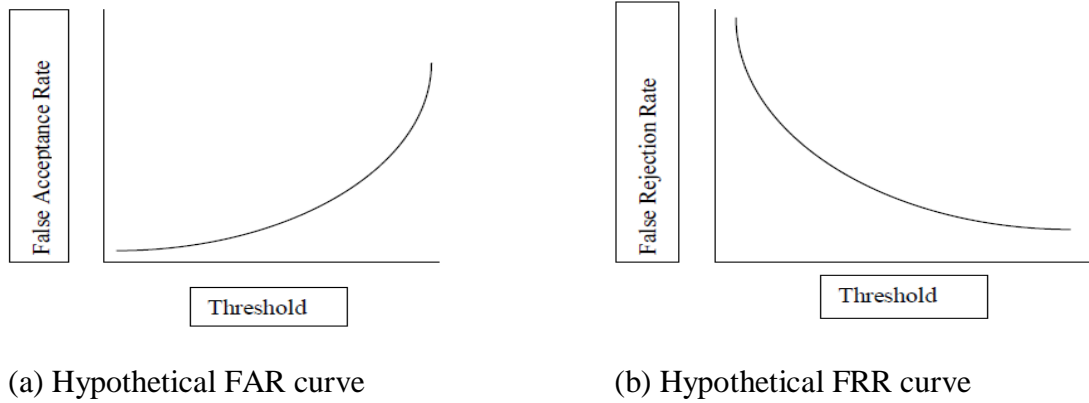 False Acceptance Rate
Threshold
(a) Hypothetical FAR curve
False Rejection Rate
Threshold
(b) Hypothetical FRR curve